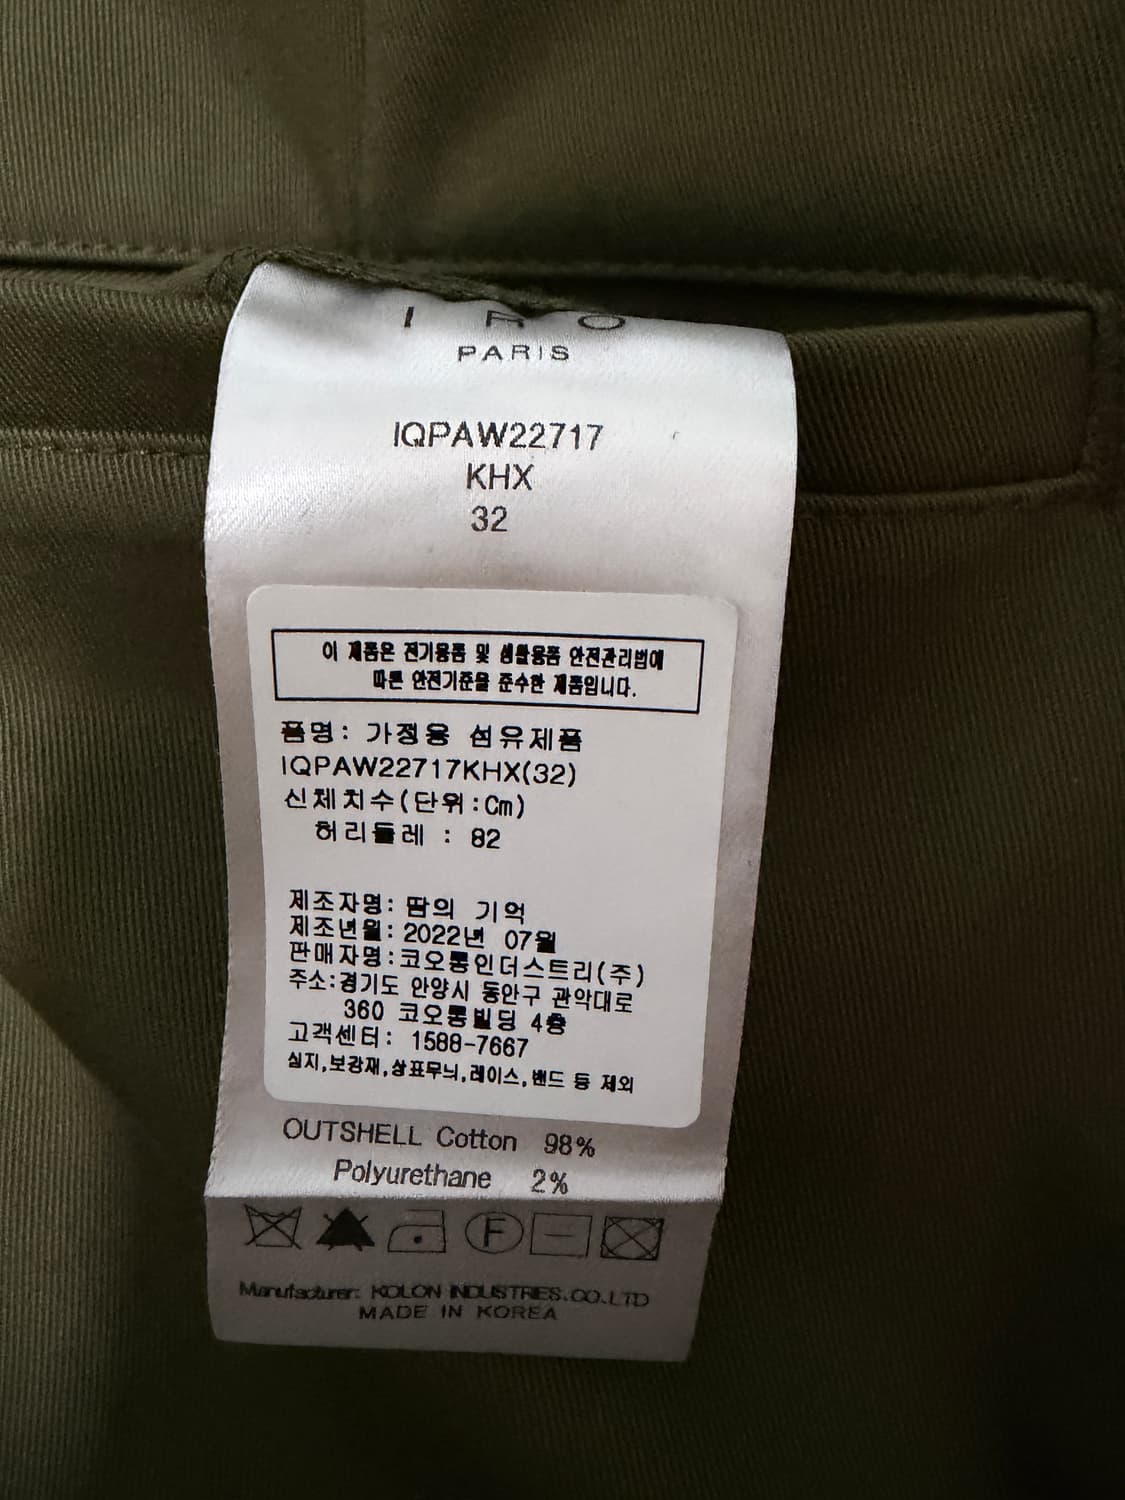 IRO
PARIS
IQPAW22717
KHX
32
이 제품은 전기용품 및 생활용품 안전관리법에
따른 안전기준을 준수한 제품입니다.
품명: 가정용 섬유제품
IQPAW22717KHX(32)
신체치수(단위:Cm)
허리둘레 : 82
제조자명: 땀의 기억
제조년월: 2022년 07월
판매자명:코오롱인더스트리(주)
주소:경기도 안양시 동안구 관악대로
360 코오롱빌딩 4층
고객센터: 1588-7667
심지,보강재,상표무늬,레이스,밴드 등 제외
OUTSHELL Cotton 98%
Polyurethane 2%
F
Manufacturer: KOLON INDUSTRIES.CO.LTD
MADE IN KOREA